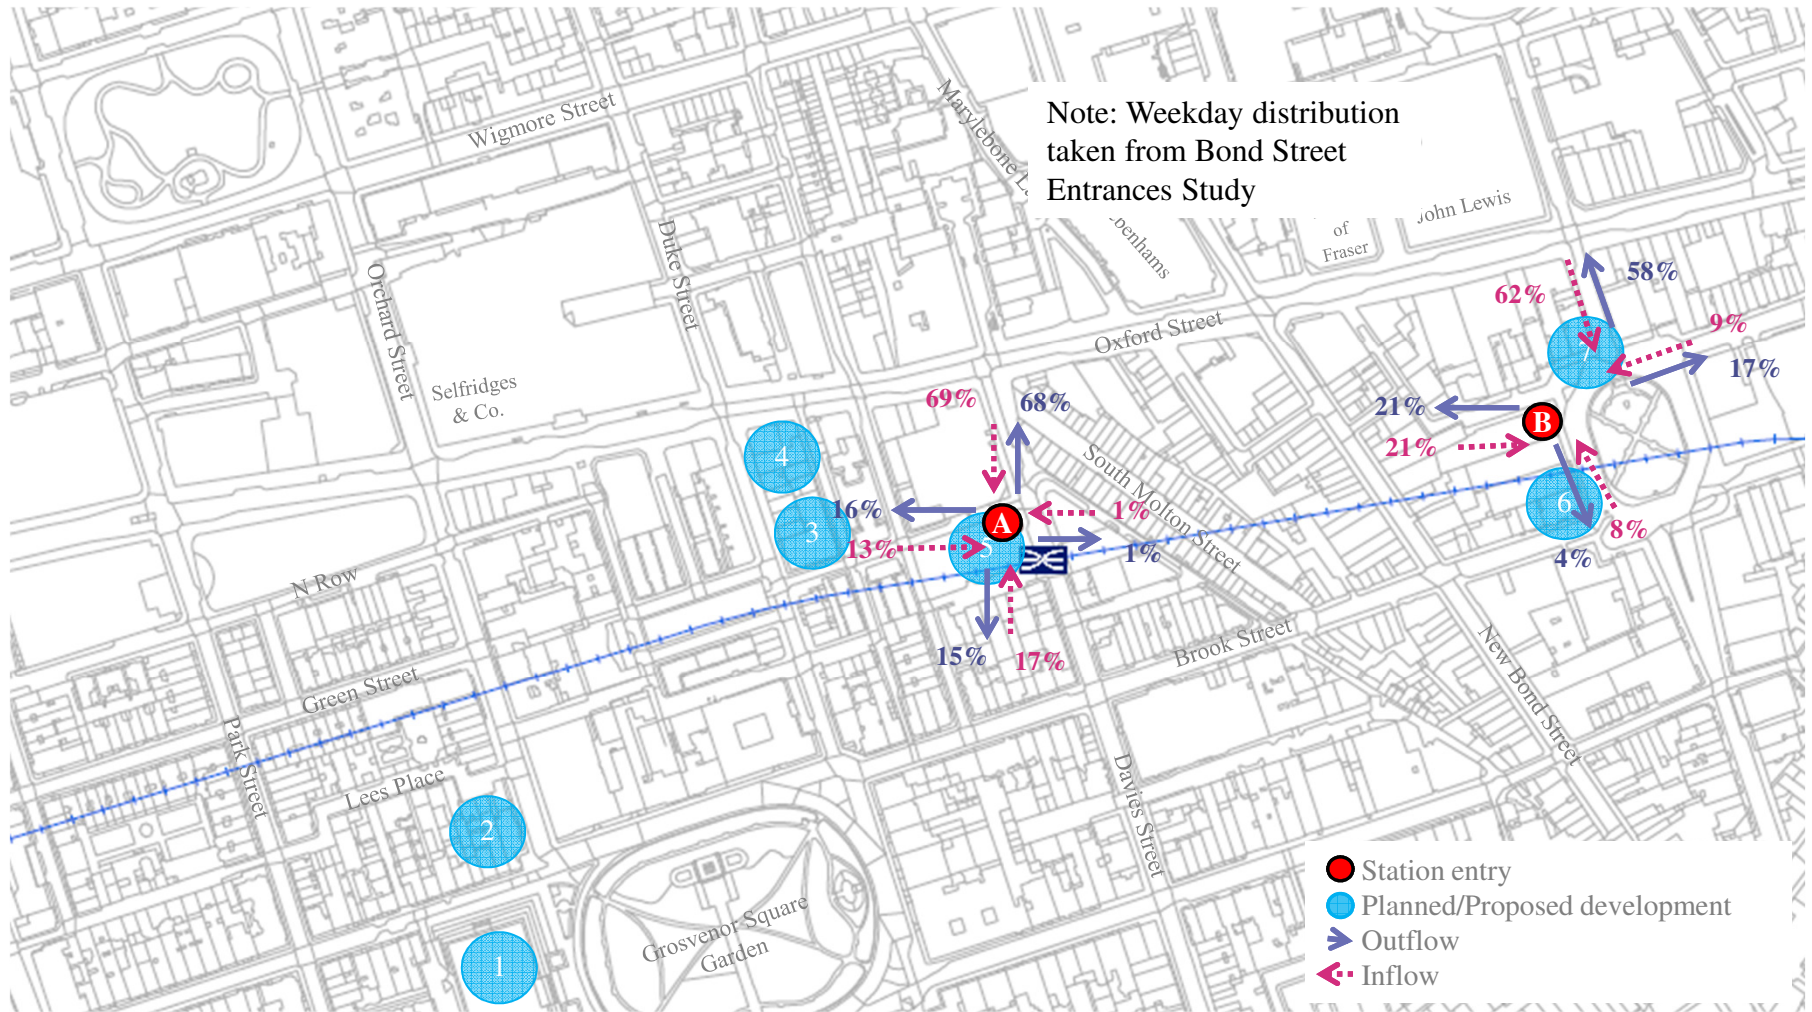 Wigmore Street
Marylebone
Note: Weekday distribution
taken from Bond Street
Entrances Study
John Lewis
of
Fraser
Duke Street
Orchard Street
Selfridges
& Co.
Oxford Street
58%
62%
9%
17%
7
21%
B
21%
6
8%
4%
69%
68%
4
16%
A
1%
3
13%
5
1%
South Molton Street
15%
17%
N Row
Green Street
Brook Street
New Bond Street
Park Street
Lees Place
Davies Street
2
1
Grosvenor Square
Garden
Station entry
Planned/Proposed development
Outflow
Inflow